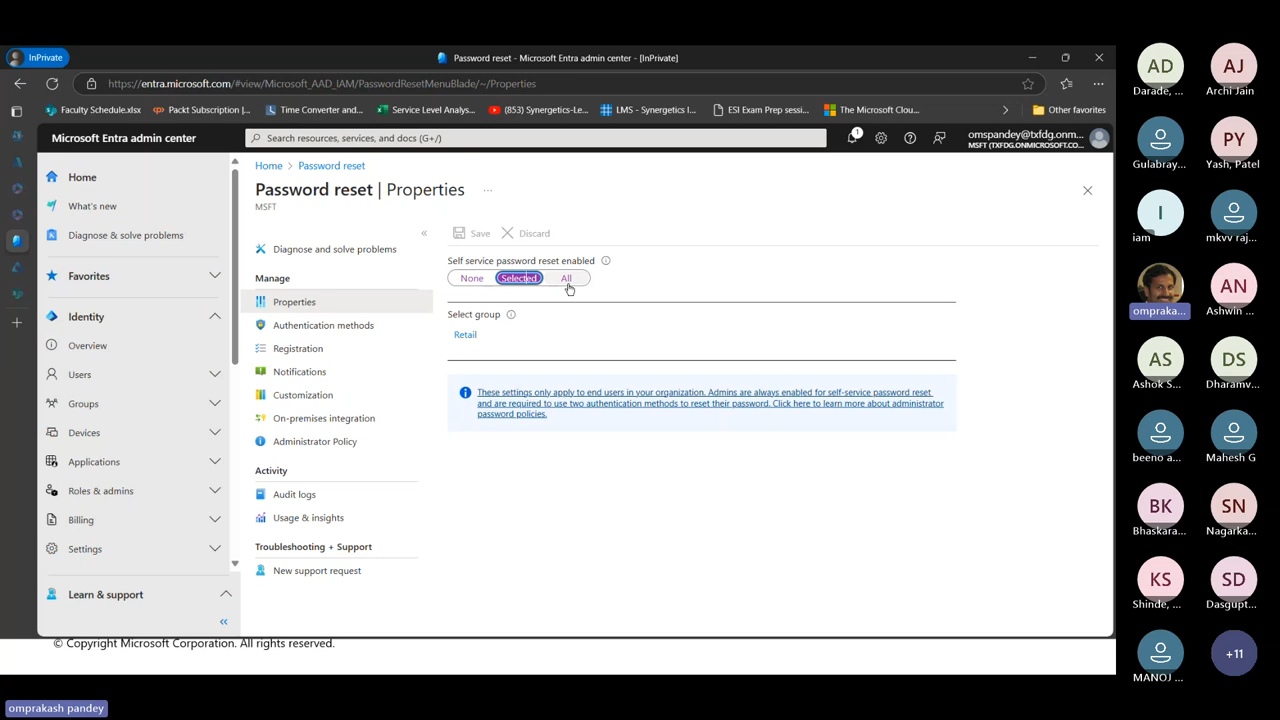 InPrivate
Password reset - Microsoft Entra admin center - [InPrivate]
https://entra.microsoft.com/#view/Microsoft_AAD_IAM/PasswordResetMenuBlade/~/Properties
Faculty Schedule.xlsx
Packt Subscription |...
Time Converter and...
Service Level Analys...
(853) Synergetics-Le...
LMS - Synergetics I...
ESI Exam Prep sessi...
The Microsoft Clou...
Other favorites
Microsoft Entra admin center
Search resources, services, and docs (G+/)
1
omspandey@txfdg.onm...
MSFT (TXFDG.ONMICROSOFT.CO...
Home
What's new
Diagnose & solve problems
Favorites
Identity
Overview
Users
Groups
Devices
Applications
Roles & admins
Billing
Settings
Learn & support
«
Home > Password reset
Password reset | Properties
...
MSFT
«
Diagnose and solve problems
Manage
Properties
Authentication methods
Registration
Notifications
Customization
On-premises integration
Administrator Policy
Activity
Audit logs
Usage & insights
Troubleshooting + Support
New support request
Save
Discard
Self service password reset enabled
None
Selected
All
Select group
Retail
These settings only apply to end users in your organization. Admins are always enabled for self-service password reset
and are required to use two authentication methods to reset their password. Click here to learn more about administrator
password policies.
© Copyright Microsoft Corporation. All rights reserved.
omprakash pandey
AD
Darade, ...
AJ
Archi Jain
Gulabray...
PY
Yash, Patel
I
iam
mkvv raj...
ompraka...
AN
Ashwin ...
AS
Ashok S...
DS
Dharamv...
beeno a...
Mahesh G
BK
Bhaskara...
SN
Nagarka...
KS
Shinde, ...
SD
Dasgupt...
MANOJ ...
+11